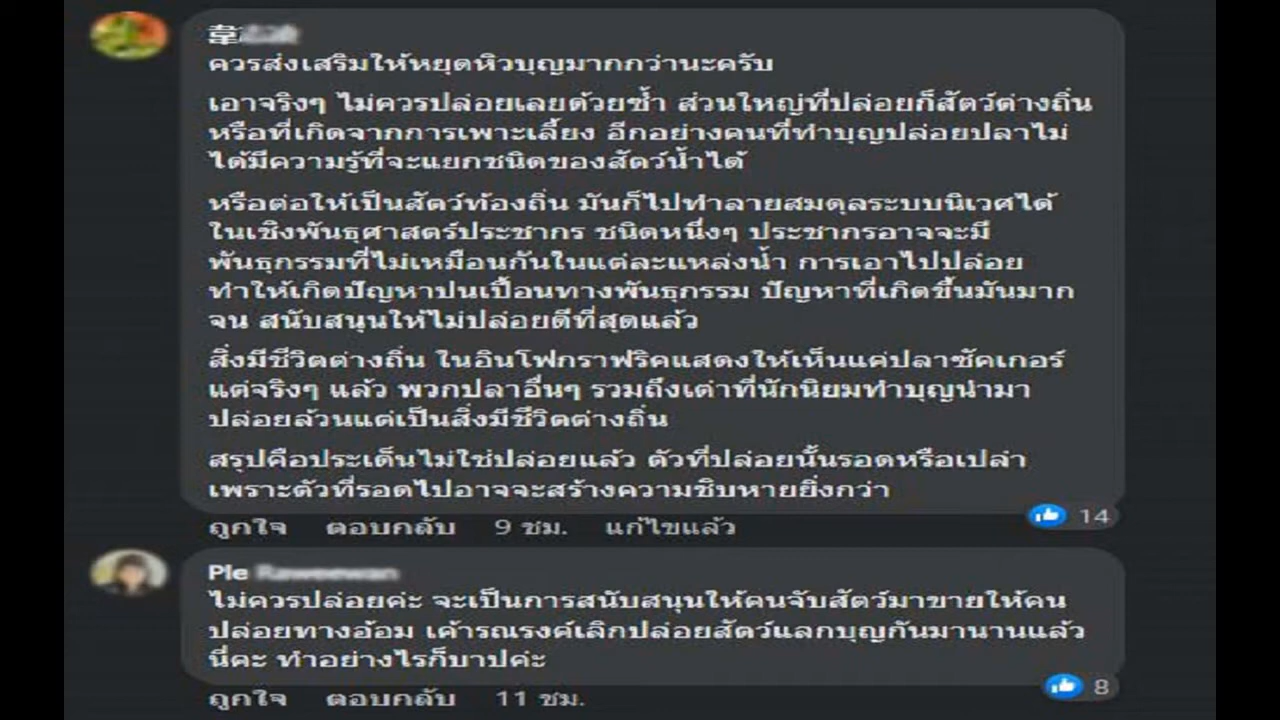 韋
ควรส่งเสริมให้หยุดหิวบุญมากกว่านะครับ
เอาจริงๆ ไม่ควรปล่อยเลยด้วยซ้ำ ส่วนใหญ่ที่ปล่อยก็สัตว์ต่างถิ่น
หรือที่เกิดจากการเพาะเลี้ยง อีกอย่างคนที่ทำบุญปล่อยปลาไม่
ได้มีความรู้ที่จะแยกชนิดของสัตว์น้ำได้
หรือต่อให้เป็นสัตว์ท้องถิ่น มันก็ไปทำลายสมดุลระบบนิเวศได้
ในเชิงพันธุศาสตร์ประชากร ชนิดหนึ่งๆ ประชากรอาจจะมี
พันธุกรรมที่ไม่เหมือนกันในแต่ละแหล่งน้ำ การเอาไปปล่อย
ทำให้เกิดปัญหาปนเปื้อนทางพันธุกรรม ปัญหาที่เกิดขึ้นมันมาก
จน สนับสนุนให้ไม่ปล่อยดีที่สุดแล้ว
สิ่งมีชีวิตต่างถิ่น ในอินโฟกราฟริคแสดงให้เห็นแค่ปลาซัคเกอร์
แต่จริงๆ แล้ว พวกปลาอื่นๆ รวมถึงเต่าที่นักนิยมทำบุญนำมา
ปล่อยล้วนแต่เป็นสิ่งมีชีวิตต่างถิ่น
สรุปคือประเด็นไม่ใช่ปล่อยแล้ว ตัวที่ปล่อยนั้นรอดหรือเปล่า
เพราะตัวที่รอดไปอาจจะสร้างความชิบหายยิ่งกว่า
14
ถูกใจ ตอบกลับ 9 ชม. แก้ไขแล้ว
Ple
ไม่ควรปล่อยค่ะ จะเป็นการสนับสนุนให้คนจับสัตว์มาขายให้คน
ปล่อยทางอ้อม เค้ารณรงค์เลิกปล่อยสัตว์แลกบุญกันมานานแล้ว
นี่คะ ทำอย่างไรก็บาปค่ะ
8
ถูกใจ ตอบกลับ 11 ชม.